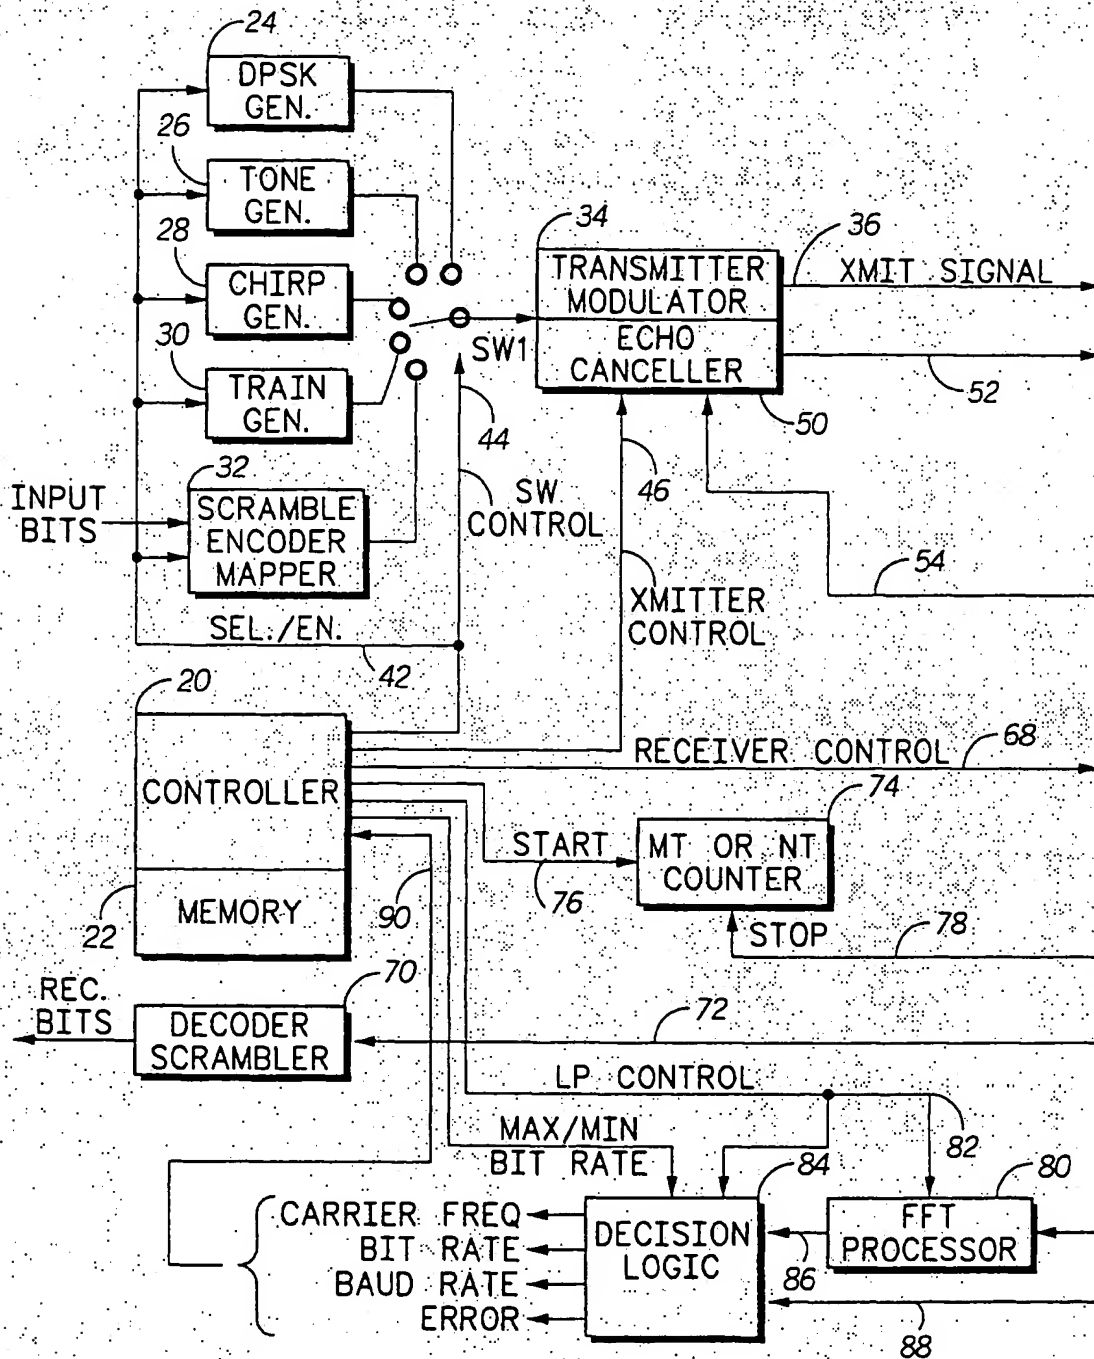 24
DPSK
GEN.
26
TONE
GEN.
28
CHIRP
GEN.
30
TRAIN
GEN.
32
INPUT
BITS
SCRAMBLE
ENCODER
MAPPER
SEL./EN.
42
SW1
44
SW
CONTROL
34
TRANSMITTER
MODULATOR
ECHO
CANCELLER
50
36
XMIT SIGNAL
52
46
XMITTER
CONTROL
54
20
CONTROLLER
22
MEMORY
90
RECEIVER CONTROL
68
74
START
76
MT OR NT
COUNTER
STOP
78
REC.
BITS
70
DECODER
SCRAMBLER
72
LP CONTROL
82
MAX/MIN
BIT RATE
84
80
CARRIER FREQ
BIT RATE
BAUD RATE
ERROR
DECISION
LOGIC
86
FFT
PROCESSOR
88